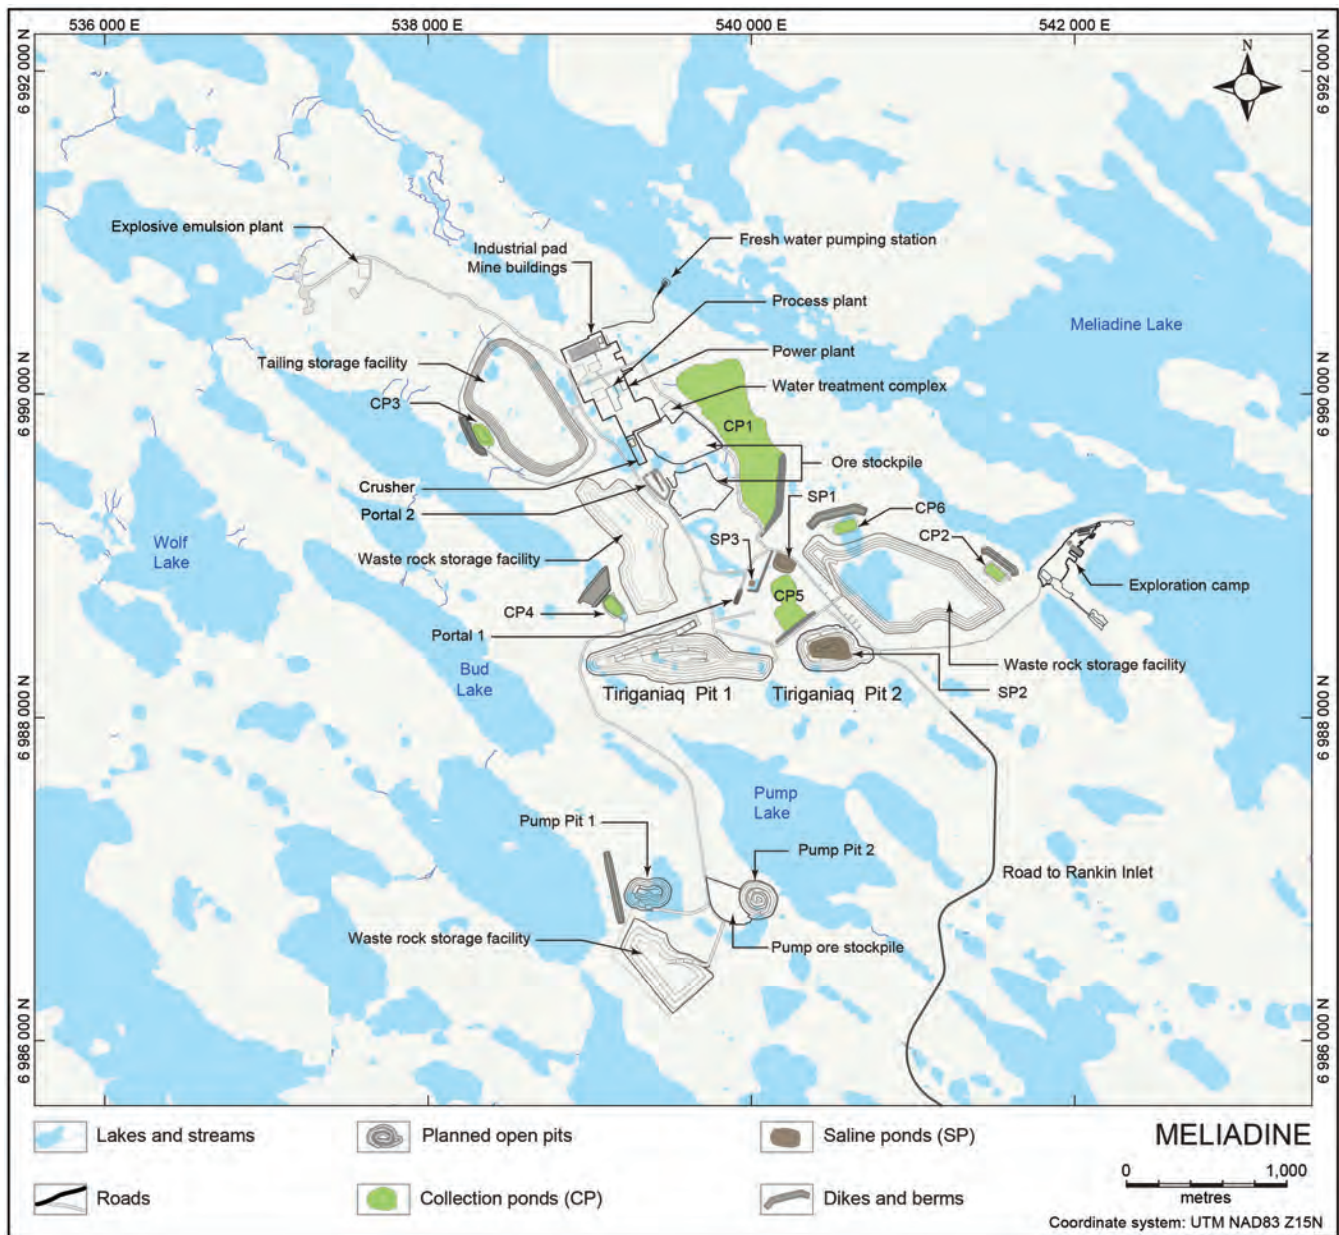 536 000 E
538 000 E
540 000 E
542 000 E
6 992 000 N
6 992 000 N
N
Explosive emulsion plant
Industrial pad
Mine buildings
Fresh water pumping station
Process plant
Meliadine Lake
Power plant
Tailing storage facility
Water treatment complex
6 990 000 N
6 990 000 N
CP3
CP1
Ore stockpile
Crusher
Portal 2
SP1
CP6
Wolf
Lake
Waste rock storage facility
SP3
CP2
Exploration camp
CP5
CP4
Portal 1
Bud
Lake
Waste rock storage facility
Tiriganiaq Pit 1
Tiriganiaq Pit 2
SP2
6 988 000 N
6 988 000 N
Pump
Lake
Pump Pit 1
Pump Pit 2
Road to Rankin Inlet
Waste rock storage facility
Pump ore stockpile
6 986 000 N
6 986 000 N
Lakes and streams
Planned open pits
Saline ponds (SP)
MELIADINE
Roads
Collection ponds (CP)
Dikes and berms
0 1,000
metres
Coordinate system: UTM NAD83 Z15N